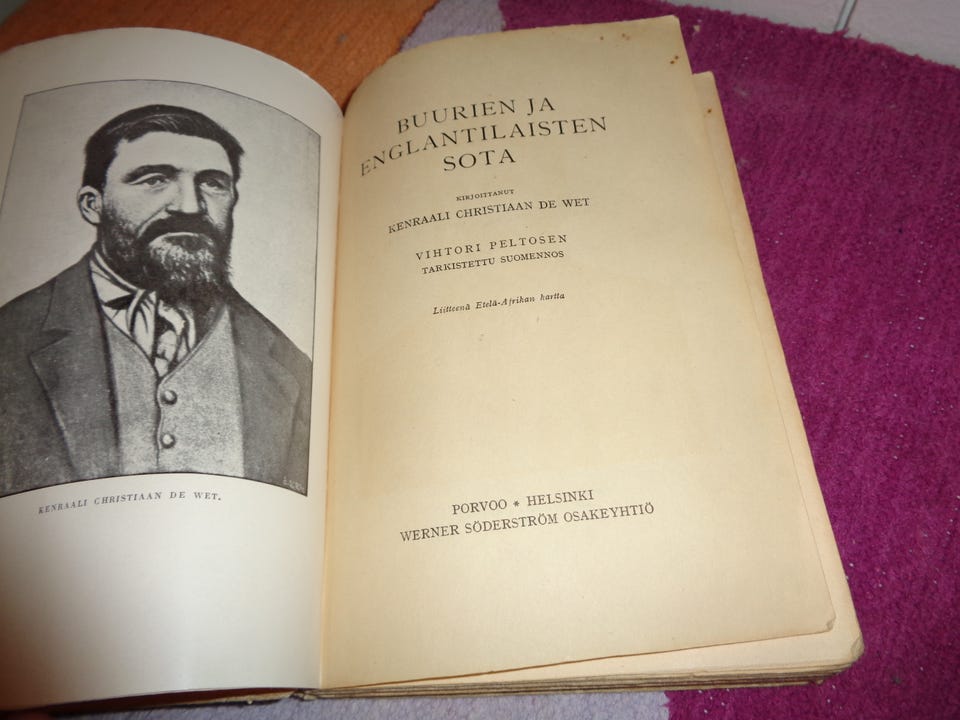 KENRAALI CHRISTIAAN DE WET.
BUURIEN JA
ENGLANTILAISTEN
SOTA
KIRJOITTANUT
KENRAALI CHRISTIAAN DE WET
VIHTORI PELTOSEN
TARKISTETTU SUOMENNOS
Liitteenä Etelä-Afrikan kartta
PORVOO * HELSINKI
WERNER SÖDERSTRÖM OSAKEYHTIÖ